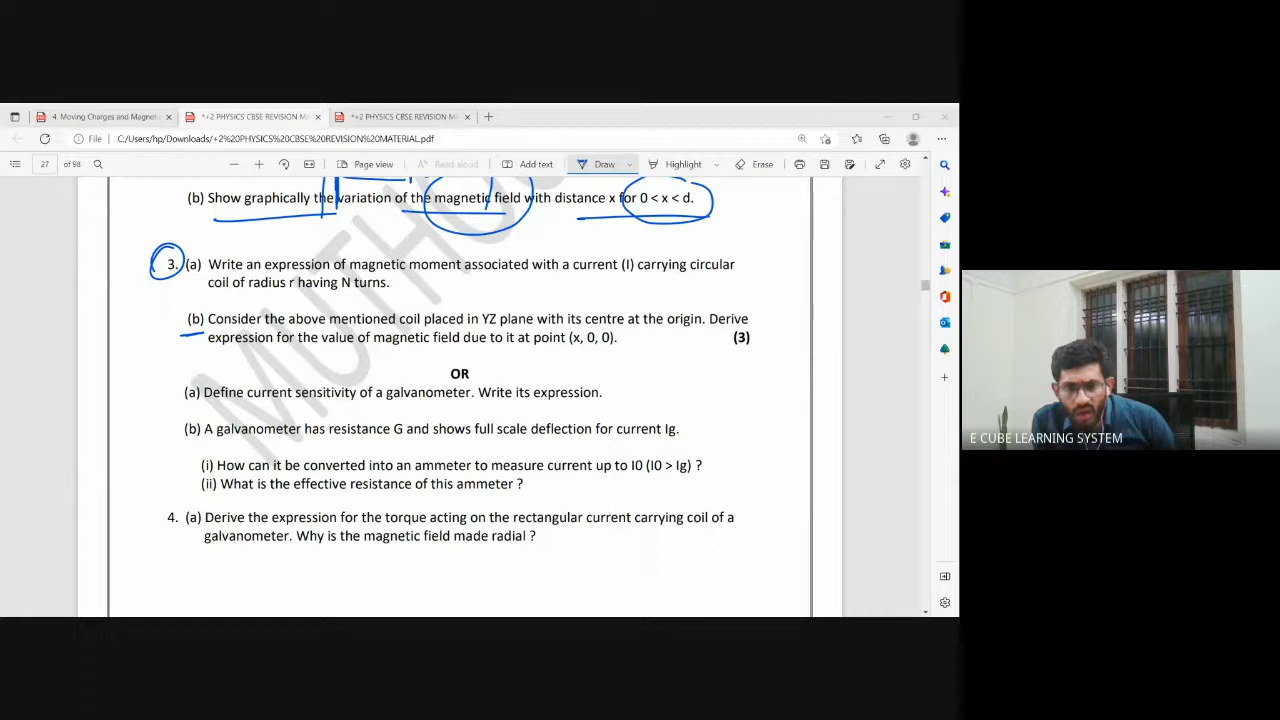 4. Moving Charges and Magnet
*+2 PHYSICS CBSE REVISION MA
*+2 PHYSICS CBSE REVISION MA
File
C:/Users/hp/Downloads/+2%20PHYSICS%20CBSE%20REVISION%20MATERIAL.pdf
27 of 98
Page view
Read aloud
Add text
Draw
Highlight
Erase
(b) Show graphically the variation of the magnetic field with distance x for 0 < x < d.
3. (a) Write an expression of magnetic moment associated with a current (I) carrying circular
coil of radius r having N turns.
(b) Consider the above mentioned coil placed in YZ plane with its centre at the origin. Derive
expression for the value of magnetic field due to it at point (x, 0, 0). (3)
OR
(a) Define current sensitivity of a galvanometer. Write its expression.
(b) A galvanometer has resistance G and shows full scale deflection for current Ig.
(i) How can it be converted into an ammeter to measure current up to I0 (I0 > Ig) ?
(ii) What is the effective resistance of this ammeter ?
4. (a) Derive the expression for the torque acting on the rectangular current carrying coil of a
galvanometer. Why is the magnetic field made radial ?
E CUBE LEARNING SYSTEM